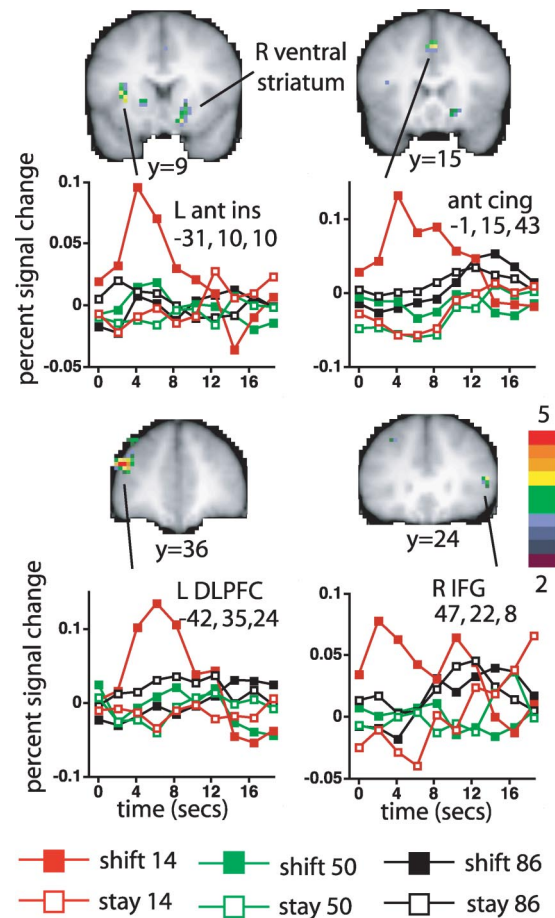 R ventral
striatum
y=9
y=15
percent signal change
0.1
0.05
0
-0.05
L ant ins
-31, 10, 10
0 4 8 12 16
0.1
0
-0.1
ant cing
-1, 15, 43
0 4 8 12 16
y=36
y=24
5
2
percent signal change
0.1
0
-0.1
L DLPFC
-42, 35, 24
0 4 8 12 16
time (secs)
0.1
0.05
0
-0.05
R IFG
47, 22, 8
0 4 8 12 16
time (secs)
shift 14 shift 50 shift 86
stay 14 stay 50 stay 86